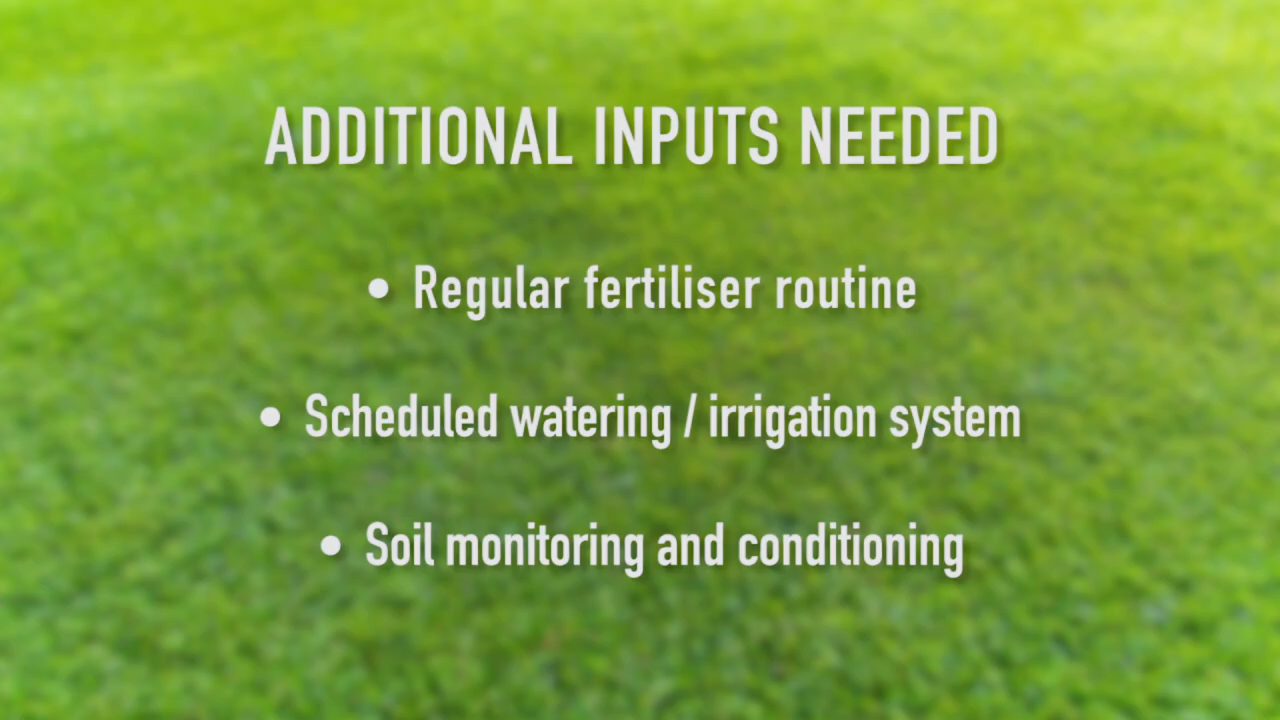 ADDITIONAL INPUTS NEEDED
• Regular fertiliser routine
• Scheduled watering / irrigation system
• Soil monitoring and conditioning